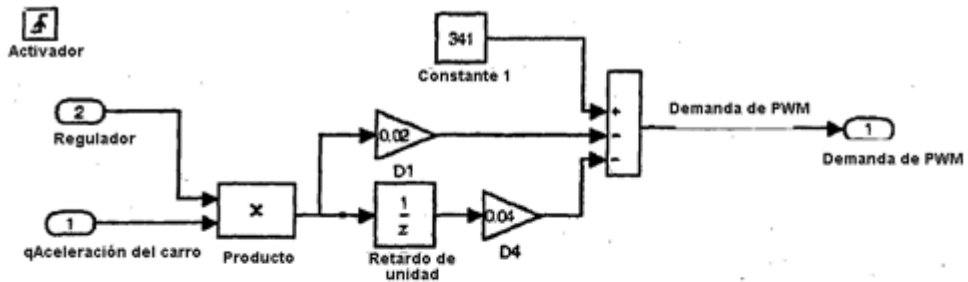 Activador
341
Constante 1
2
Regulador
Demanda de PWM
+
−
−
1
Demanda de PWM
0.02
D1
1
qAceleración del carro
x
Producto
1
z
Retardo de
unidad
0.04
D4